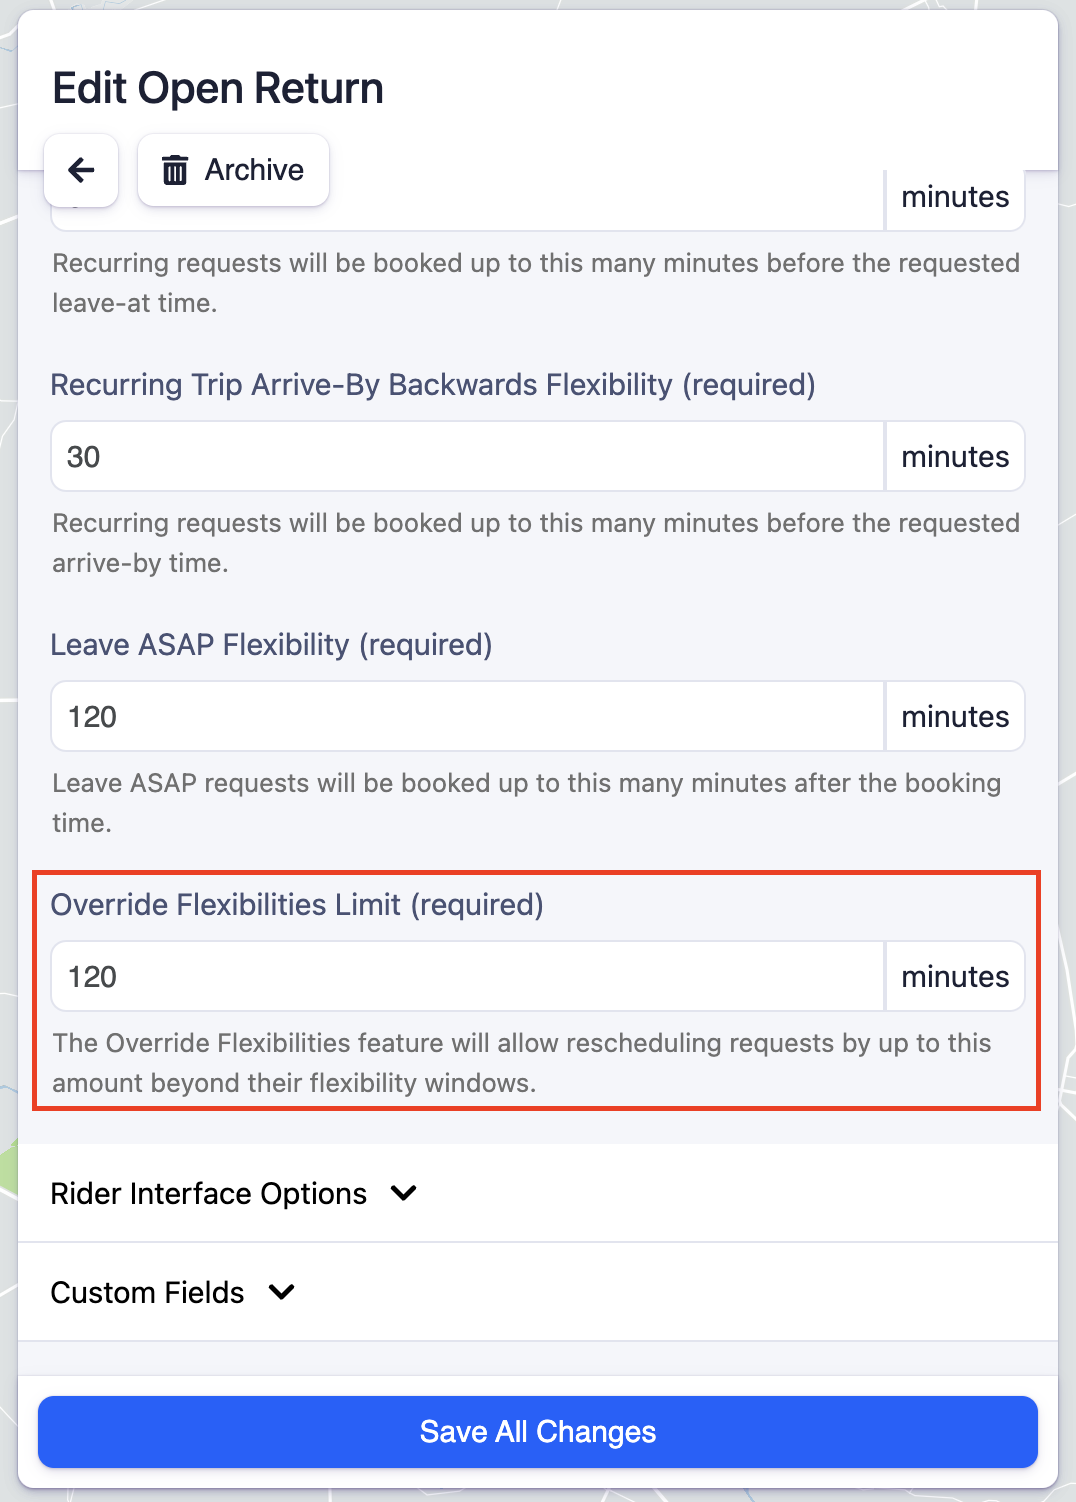 Edit Open Return
Archive
minutes
Recurring requests will be booked up to this many minutes before the requested
leave-at time.
Recurring Trip Arrive-By Backwards Flexibility (required)
30
minutes
Recurring requests will be booked up to this many minutes before the requested
arrive-by time.
Leave ASAP Flexibility (required)
120
minutes
Leave ASAP requests will be booked up to this many minutes after the booking
time.
Override Flexibilities Limit (required)
120
minutes
The Override Flexibilities feature will allow rescheduling requests by up to this
amount beyond their flexibility windows.
Rider Interface Options
Custom Fields
Save All Changes